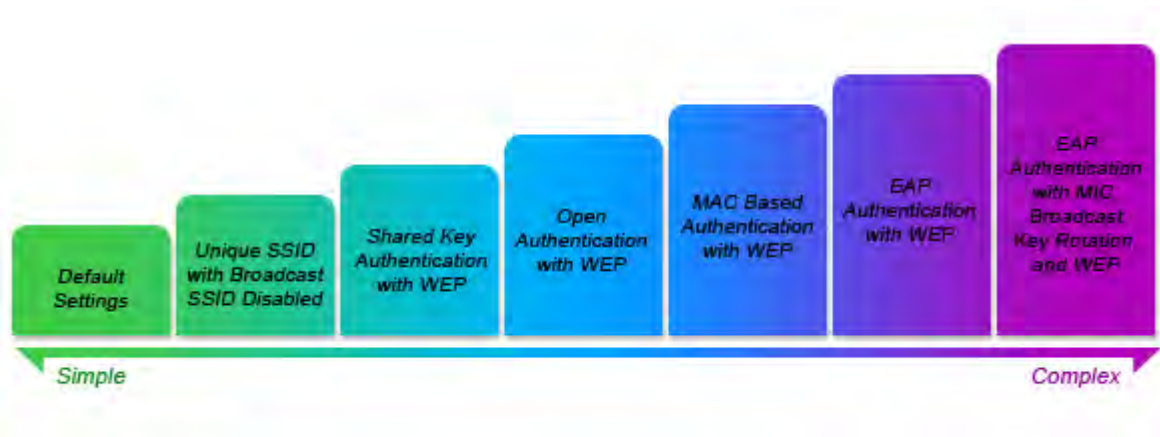 Default
Settings
Unique SSID
with Broadcast
SSID Disabled
Shared Key
Authentication
with WEP
Open
Authentication
with WEP
MAC Based
Authentication
with WEP
EAP
Authentication
with WEP
EAP
Authentication
with MIC,
Broadcast
Key Rotation
and WEP
Simple
Complex